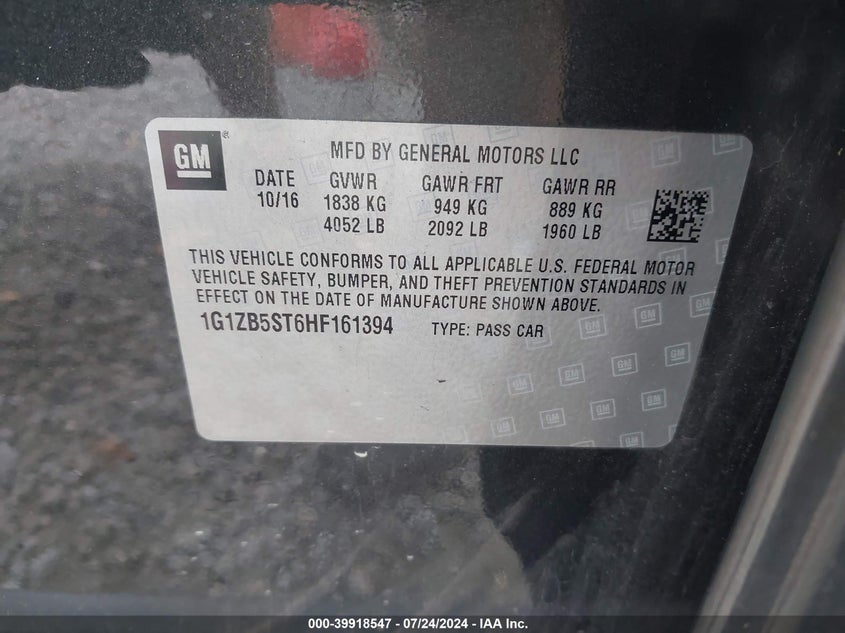 GM
MFD BY GENERAL MOTORS LLC
DATE GVWR GAWR FRT GAWR RR
10/16 1838 KG 949 KG 889 KG
4052 LB 2092 LB 1960 LB
THIS VEHICLE CONFORMS TO ALL APPLICABLE U.S. FEDERAL MOTOR
VEHICLE SAFETY, BUMPER, AND THEFT PREVENTION STANDARDS IN
EFFECT ON THE DATE OF MANUFACTURE SHOWN ABOVE.
1G1ZB5ST6HF161394 TYPE: PASS CAR
000-39918547 - 07/24/2024 - IAA Inc.